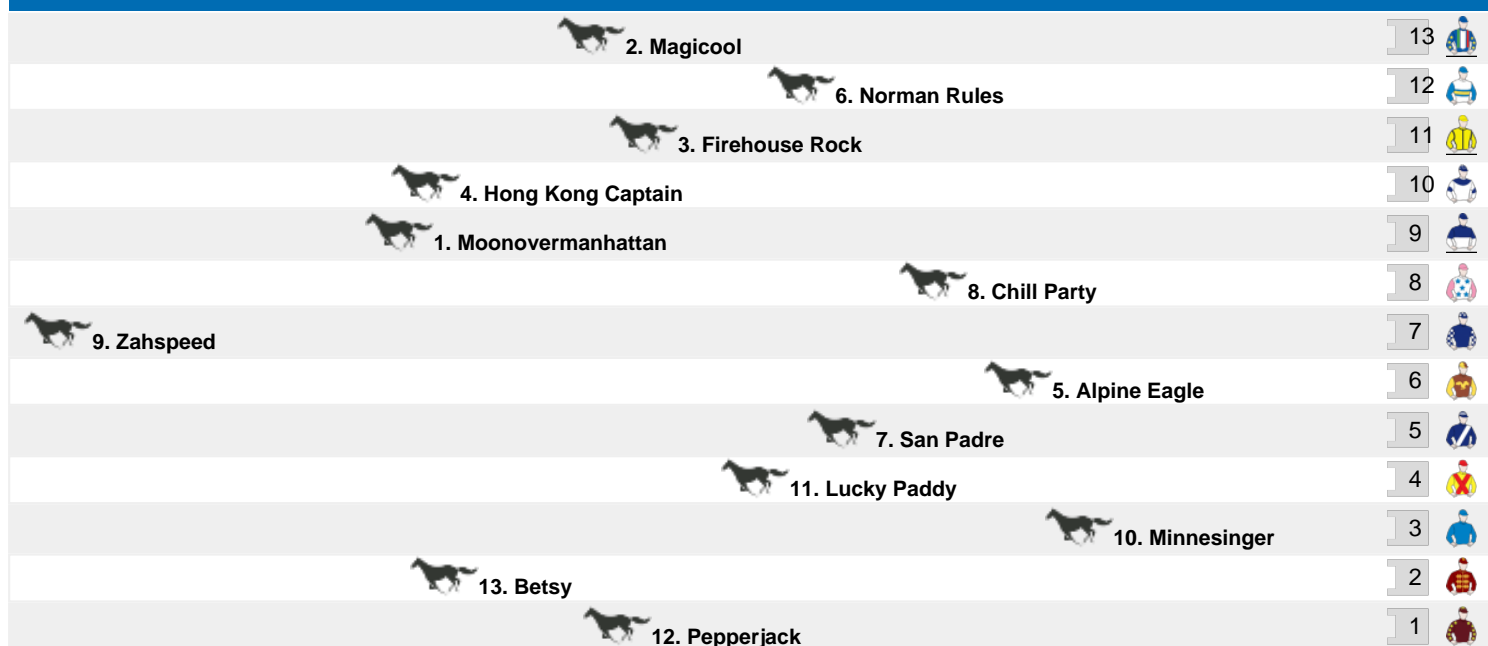 2. Magicool 13
6. Norman Rules 12
3. Firehouse Rock 11
4. Hong Kong Captain 10
1. Moonovermanhattan 9
8. Chill Party 8
9. Zahspeed 7
5. Alpine Eagle 6
7. San Padre 5
11. Lucky Paddy 4
10. Minnesinger 3
13. Betsy 2
12. Pepperjack 1